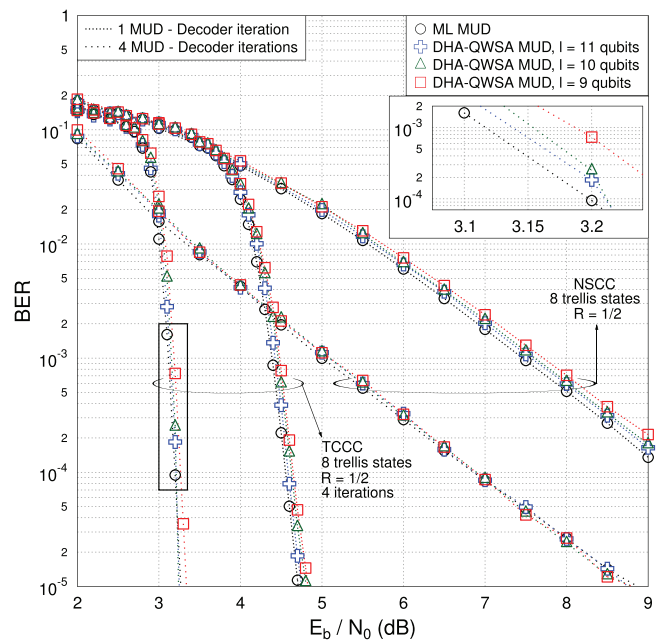 1 MUD - Decoder iteration
4 MUD - Decoder iterations
ML MUD
DHA-QWSA MUD, l = 11 qubits
DHA-QWSA MUD, l = 10 qubits
DHA-QWSA MUD, l = 9 qubits
1
5
2
10^-1
5
2
10^-2
5
2
10^-3
5
2
10^-4
5
2
10^-5
BER
2
10^-3
5
2
10^-4
3.1
3.15
3.2
NSCC
8 trellis states
R = 1/2
TCCC
8 trellis states
R = 1/2
4 iterations
2 3 4 5 6 7 8 9
E_b / N_0 (dB)